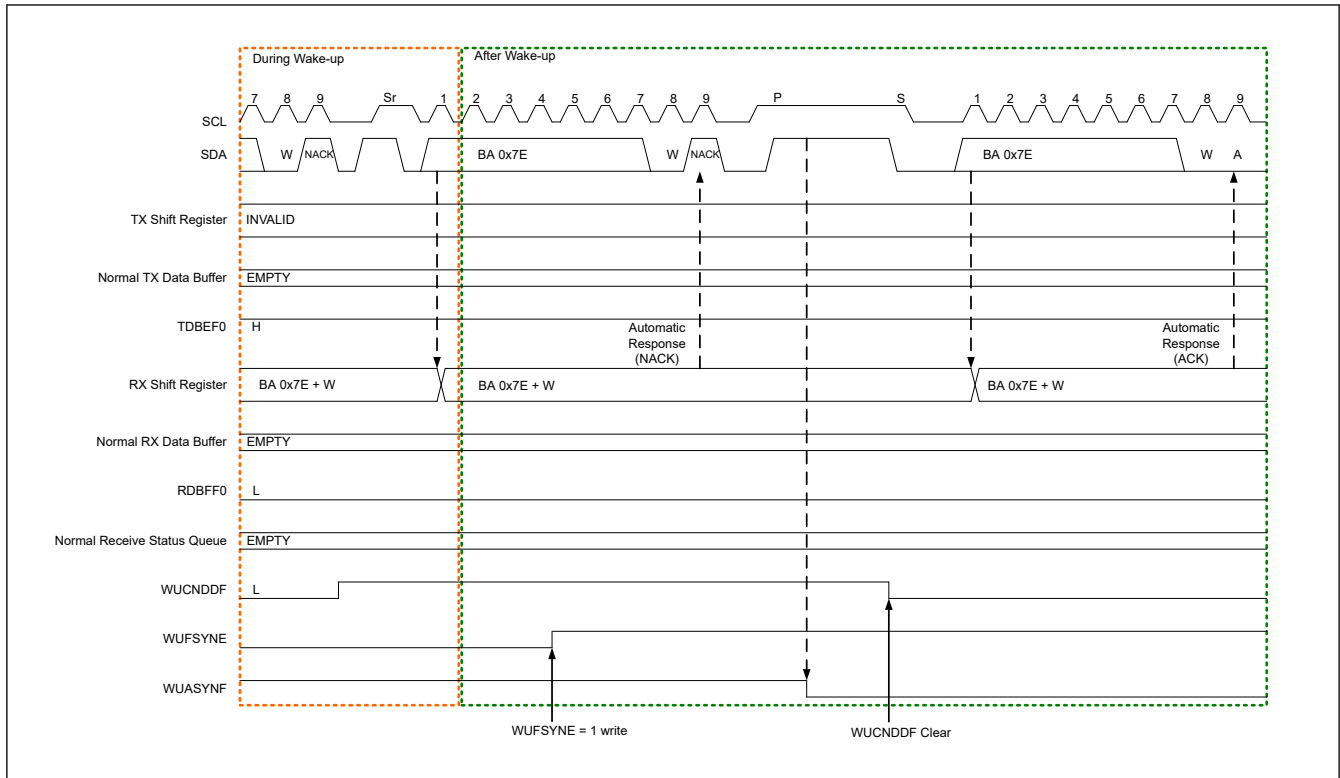 During Wake-up
After Wake-up
7 8 9 Sr 1 2 3 4 5 6 7 8 9 P S 1 2 3 4 5 6 7 8 9
SCL
SDA W NACK BA 0x7E W NACK BA 0x7E W A
TX Shift Register INVALID
Normal TX Data Buffer EMPTY
TDBEF0 H
Automatic
Response
(NACK)
Automatic
Response
(ACK)
RX Shift Register BA 0x7E + W BA 0x7E + W BA 0x7E + W
Normal RX Data Buffer EMPTY
RDBFF0 L
Normal Receive Status Queue EMPTY
WUCNDDF L
WUFSYNE
WUASYNF
WUFSYNE = 1 write
WUCNDDF Clear